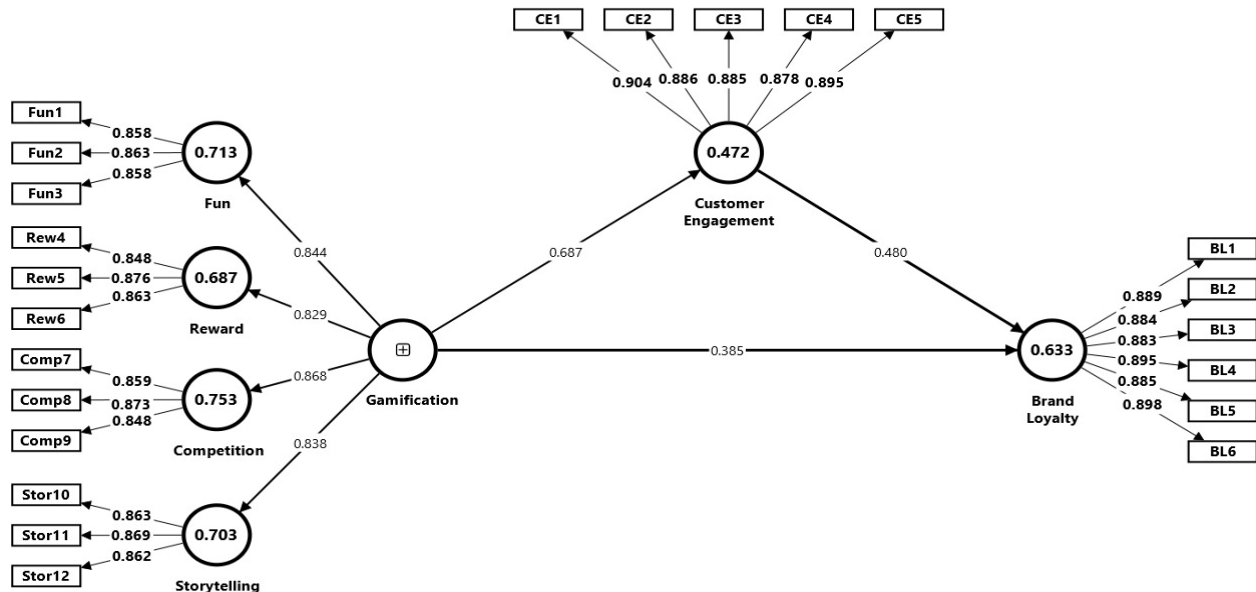 CE1
CE2
CE3
CE4
CE5
0.904
0.886
0.885
0.878
0.895
Fun1
Fun2
Fun3
0.858
0.863
0.858
0.713
Fun
0.472
Customer
Engagement
Rew4
Rew5
Rew6
0.848
0.876
0.863
0.687
Reward
0.844
0.829
0.868
0.838
0.687
0.480
0.385
Gamification
Comp7
Comp8
Comp9
0.859
0.873
0.848
0.753
Competition
Stor10
Stor11
Stor12
0.863
0.869
0.862
0.703
Storytelling
0.633
Brand
Loyalty
0.889
0.884
0.883
0.895
0.885
0.898
BL1
BL2
BL3
BL4
BL5
BL6